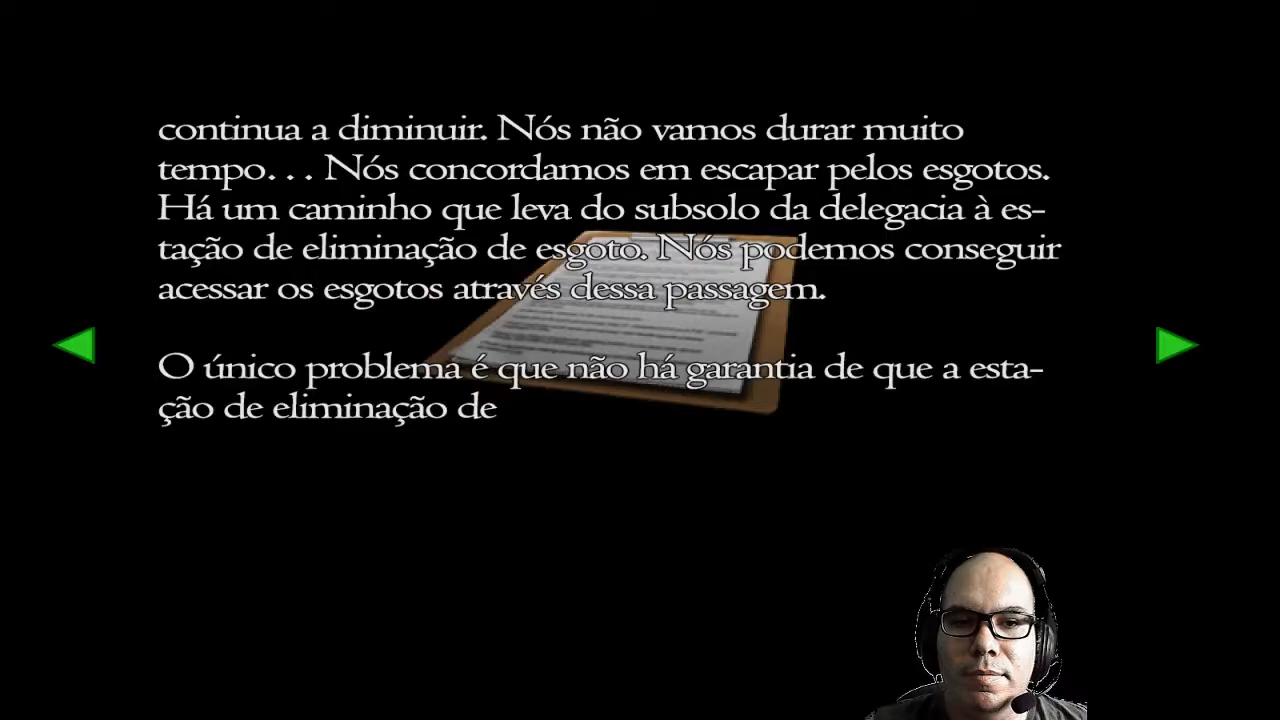 continua a diminuir. Nós não vamos durar muito
tempo. . . Nós concordamos em escapar pelos esgotos.
Há um caminho que leva do subsolo da delegacia à es-
tação de eliminação de esgoto. Nós podemos conseguir
acessar os esgotos através dessa passagem.
O único problema é que não há garantia de que a esta-
ção de eliminação de